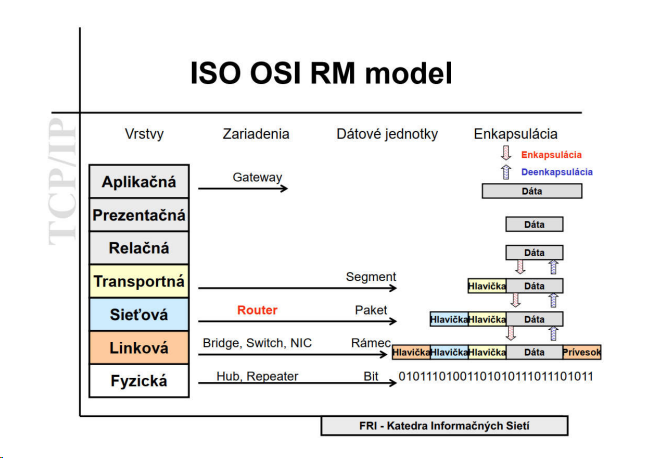 ISO OSI RM model
TCP/IP
Vrstvy Zariadenia Dátové jednotky Enkapsulácia
Enkapsulácia
Deenkapsulácia
Aplikačná Gateway Dáta
Prezentačná Dáta
Relačná Dáta
Transportná Segment Hlavička Dáta
Sieťová Router Paket Hlavička Hlavička Dáta
Linková Bridge, Switch, NIC Rámec Hlavička Hlavička Hlavička Dáta Prívesok
Fyzická Hub, Repeater Bit 0101110100110101011101110101011
FRI - Katedra Informačných Sietí